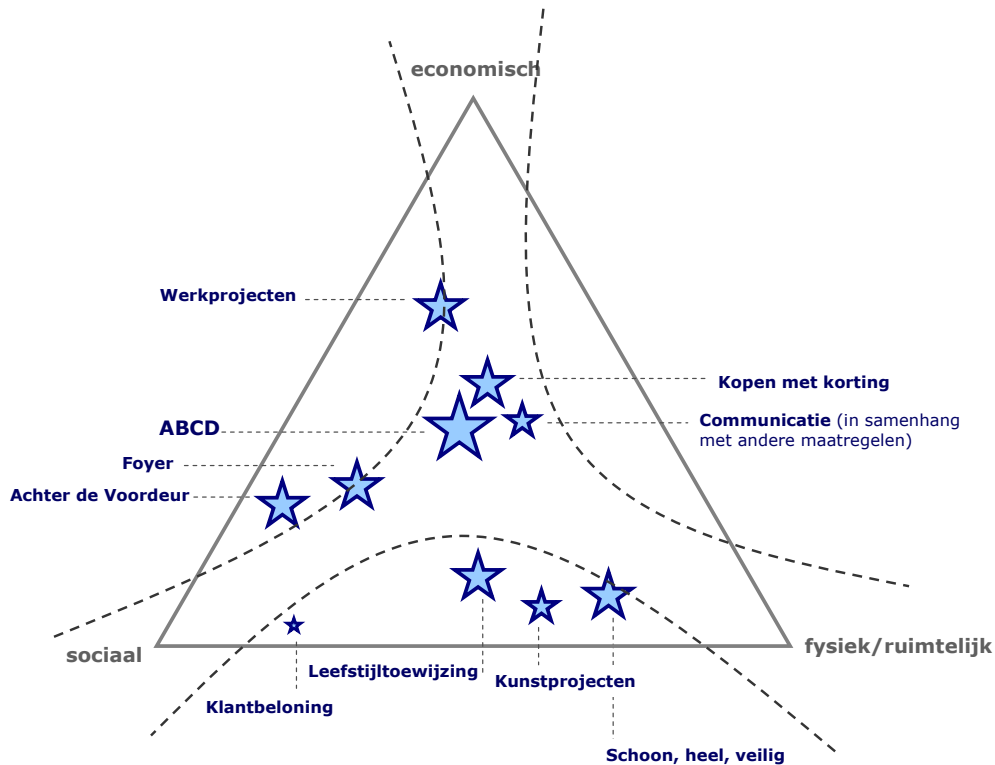 economisch
Werkprojecten
Kopen met korting
ABCD
Communicatie (in samenhang
met andere maatregelen)
Foyer
Achter de Voordeur
sociaal
fysiek/ruimtelijk
Leefstijltoewijzing
Kunstprojecten
Klantbeloning
Schoon, heel, veilig